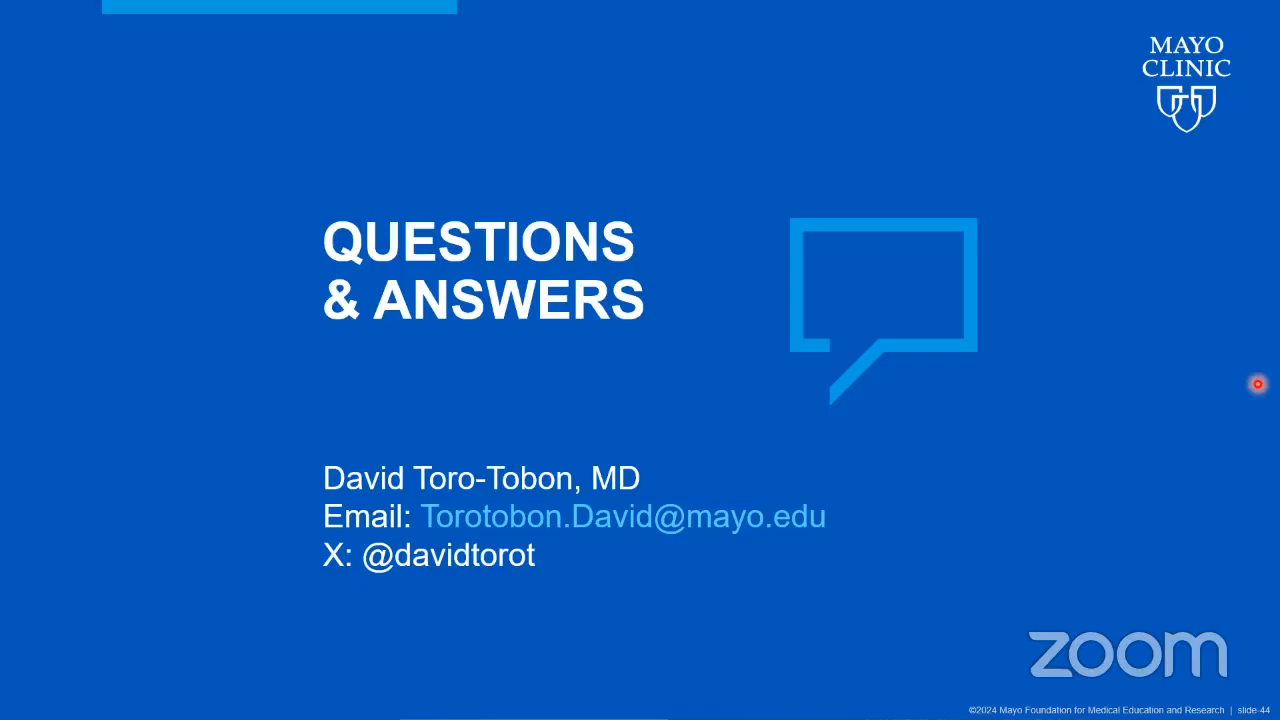 MAYO
CLINIC
QUESTIONS
& ANSWERS
David Toro-Tobon, MD
Email: Torotobon.David@mayo.edu
X: @davidtorot
zoom
©2024 Mayo Foundation for Medical Education and Research | slide-44